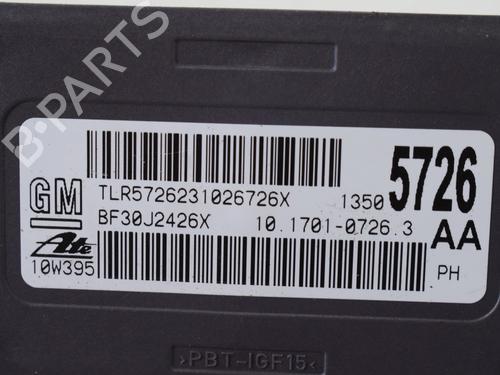 B-PARTS
GM
TLR5726231026726X
1350 5726
BF30J2426X
10.1701-0726.3
AA
Ate
10W395
PH
>PBT-IGF15<